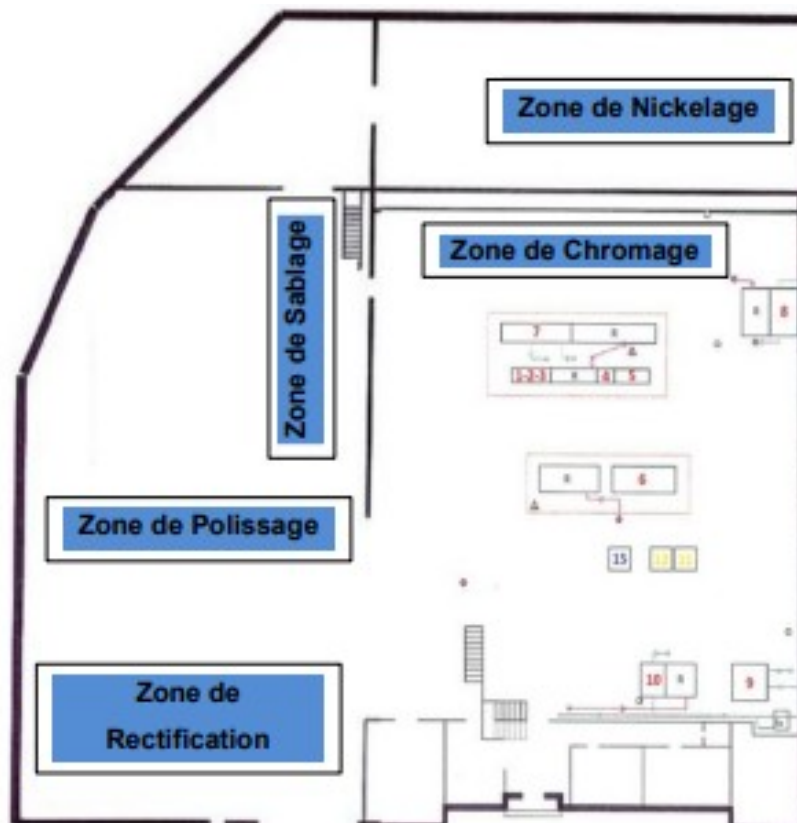 Zone de Nickelage
Zone de Sablage
Zone de Chromage
8
7
1-2-3
4
5
6
Zone de Polissage
15
Zone de
Rectification
10
9